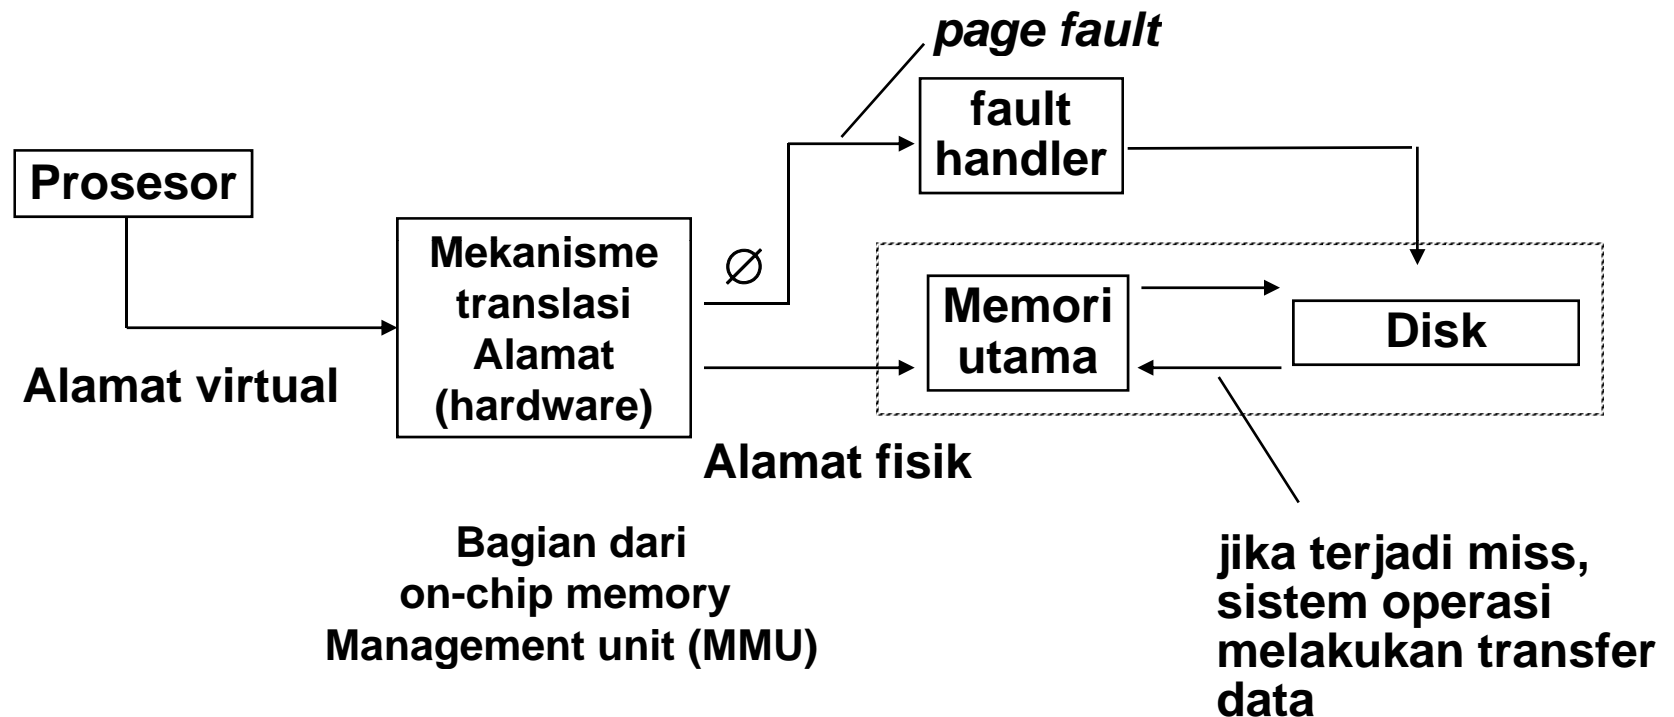 page fault
fault
handler
Prosesor
Mekanisme
translasi
Alamat
(hardware)
∅
Memori
utama
Disk
Alamat virtual
Alamat fisik
Bagian dari
on-chip memory
Management unit (MMU)
jika terjadi miss,
sistem operasi
melakukan transfer
data